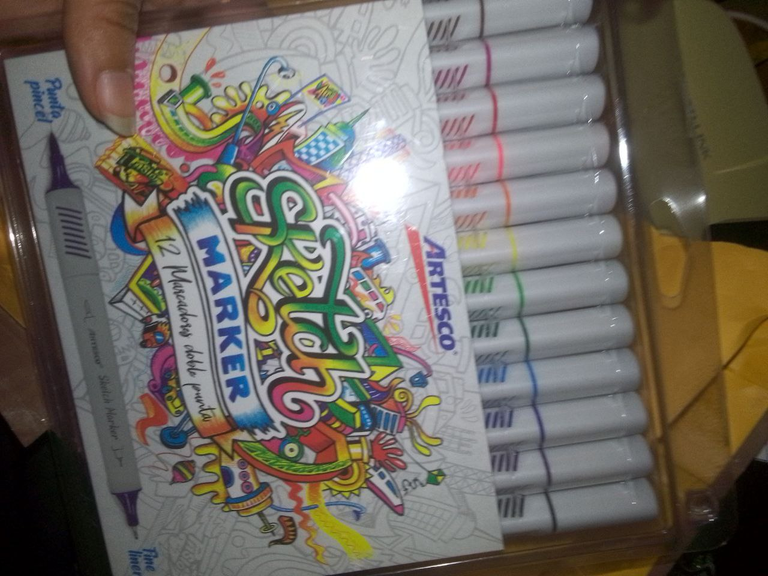 ARTESCO
Sketch
MARKER
12 Marcadores doble punta
Punta
pincel
Artesco Sketch Marker
Fine
liner